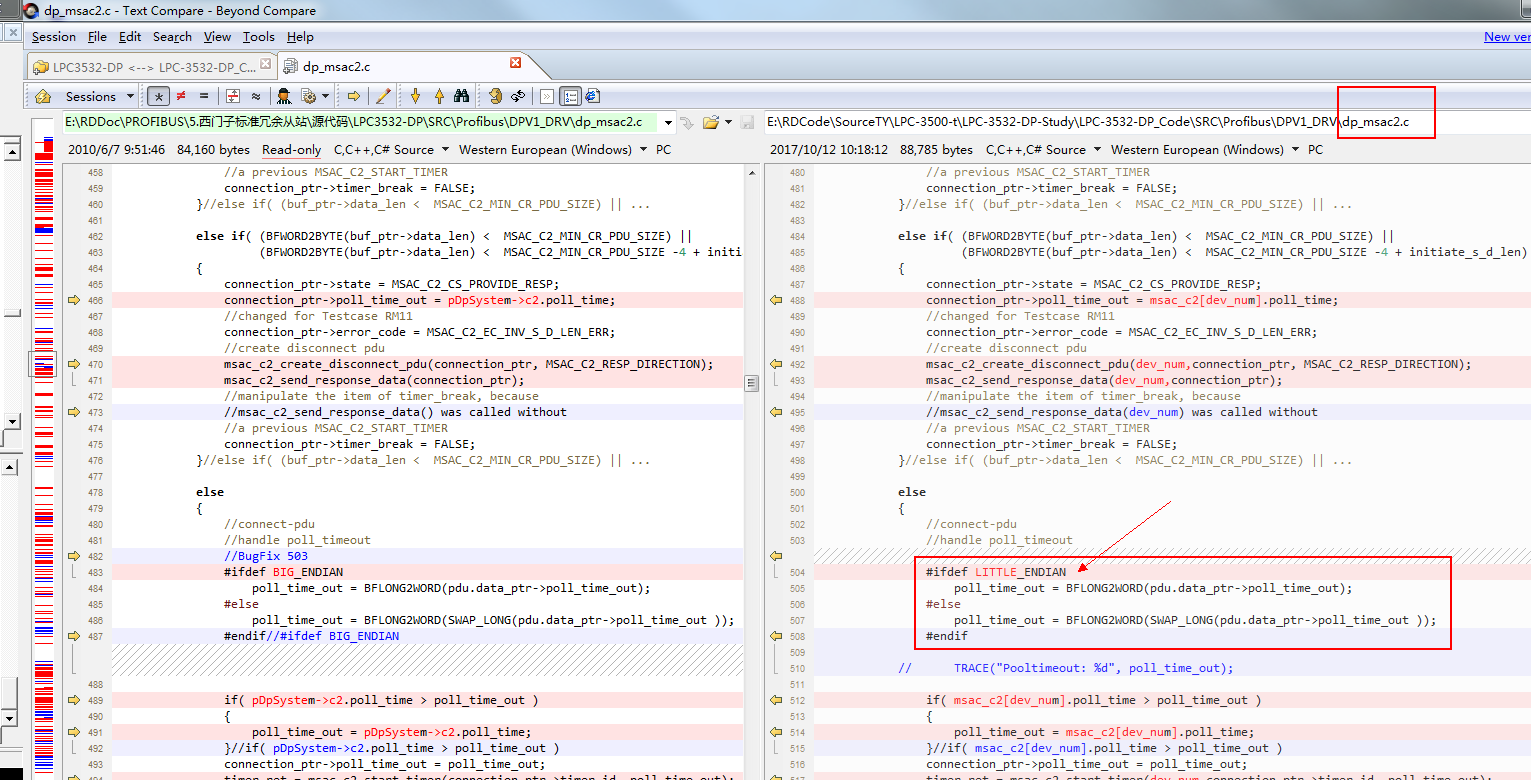 dp_msac2.c - Text Compare - Beyond Compare
Session File Edit Search View Tools Help
New ver
LPC3532-DP <--> LPC-3532-DP_C...
dp_msac2.c
Sessions
E:\RDDoc\PROFIBUS\5.西门子标准冗余从站\源代码\LPC3532-DP\SRC\Profibus\DPV1_DRV\dp_msac2.c
E:\RDCode\SourceTY\LPC-3500-t\LPC-3532-DP-Study\LPC-3532-DP_Code\SRC\Profibus\DPV1_DRV\dp_msac2.c
2010/6/7 9:51:46 84,160 bytes Read-only C,C++,C# Source Western European (Windows) PC
2017/10/12 10:18:12 88,785 bytes C,C++,C# Source Western European (Windows) PC
458 //a previous MSAC_C2_START_TIMER
459 connection_ptr->timer_break = FALSE;
460 }//else if( (buf_ptr->data_len < MSAC_C2_MIN_CR_PDU_SIZE) || ...
461
462 else if( (BFWORD2BYTE(buf_ptr->data_len) < MSAC_C2_MIN_CR_PDU_SIZE) ||
463 (BFWORD2BYTE(buf_ptr->data_len) < MSAC_C2_MIN_CR_PDU_SIZE -4 + initi
464 {
465 connection_ptr->state = MSAC_C2_CS_PROVIDE_RESP;
466 connection_ptr->poll_time_out = pDpSystem->c2.poll_time;
467 //changed for Testcase RM11
468 connection_ptr->error_code = MSAC_C2_EC_INV_S_D_LEN_ERR;
469 //create disconnect pdu
470 msac_c2_create_disconnect_pdu(connection_ptr, MSAC_C2_RESP_DIRECTION);
471 msac_c2_send_response_data(connection_ptr);
472 //manipulate the item of timer_break, because
473 //msac_c2_send_response_data() was called without
474 //a previous MSAC_C2_START_TIMER
475 connection_ptr->timer_break = FALSE;
476 }//else if( (buf_ptr->data_len < MSAC_C2_MIN_CR_PDU_SIZE) || ...
477
478 else
479 {
480 //connect-pdu
481 //handle poll_timeout
482 //BugFix 503
483 #ifdef BIG_ENDIAN
484 poll_time_out = BFLONG2WORD(pdu.data_ptr->poll_time_out);
485 #else
486 poll_time_out = BFLONG2WORD(SWAP_LONG(pdu.data_ptr->poll_time_out ));
487 #endif//#ifdef BIG_ENDIAN
488
489 if( pDpSystem->c2.poll_time > poll_time_out )
490 {
491 poll_time_out = pDpSystem->c2.poll_time;
492 }//if( pDpSystem->c2.poll_time > poll_time_out )
493 connection_ptr->poll_time_out = poll_time_out;
494 timer_ret = msac_c2_start_timer(connection_ptr->timer_id, poll_time_out);
480 //a previous MSAC_C2_START_TIMER
481 connection_ptr->timer_break = FALSE;
482 }//else if( (buf_ptr->data_len < MSAC_C2_MIN_CR_PDU_SIZE) || ...
483
484 else if( (BFWORD2BYTE(buf_ptr->data_len) < MSAC_C2_MIN_CR_PDU_SIZE) ||
485 (BFWORD2BYTE(buf_ptr->data_len) < MSAC_C2_MIN_CR_PDU_SIZE -4 + initiate_s_d_len)
486 {
487 connection_ptr->state = MSAC_C2_CS_PROVIDE_RESP;
488 connection_ptr->poll_time_out = msac_c2[dev_num].poll_time;
489 //changed for Testcase RM11
490 connection_ptr->error_code = MSAC_C2_EC_INV_S_D_LEN_ERR;
491 //create disconnect pdu
492 msac_c2_create_disconnect_pdu(dev_num,connection_ptr, MSAC_C2_RESP_DIRECTION);
493 msac_c2_send_response_data(dev_num,connection_ptr);
494 //manipulate the item of timer_break, because
495 //msac_c2_send_response_data(dev_num) was called without
496 //a previous MSAC_C2_START_TIMER
497 connection_ptr->timer_break = FALSE;
498 }//else if( (buf_ptr->data_len < MSAC_C2_MIN_CR_PDU_SIZE) || ...
499
500 else
501 {
502 //connect-pdu
503 //handle poll_timeout
504 #ifdef LITTLE_ENDIAN
505 poll_time_out = BFLONG2WORD(pdu.data_ptr->poll_time_out);
506 #else
507 poll_time_out = BFLONG2WORD(SWAP_LONG(pdu.data_ptr->poll_time_out ));
508 #endif
509
510 // TRACE("Pooltimeout: %d", poll_time_out);
511
512 if( msac_c2[dev_num].poll_time > poll_time_out )
513 {
514 poll_time_out = msac_c2[dev_num].poll_time;
515 }//if( msac_c2[dev_num].poll_time > poll_time_out )
516 connection_ptr->poll_time_out = poll_time_out;
517 timer_ret = msac_c2_start_timer(dev_num,connection_ptr->timer_id, poll_time_out);